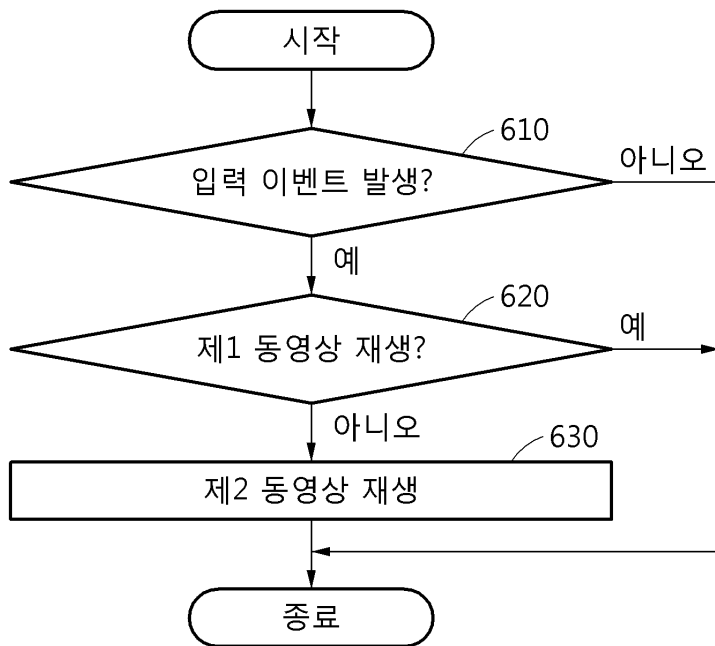 시작
610
입력 이벤트 발생?
아니오
예
620
제1 동영상 재생?
예
아니오
630
제2 동영상 재생
종료